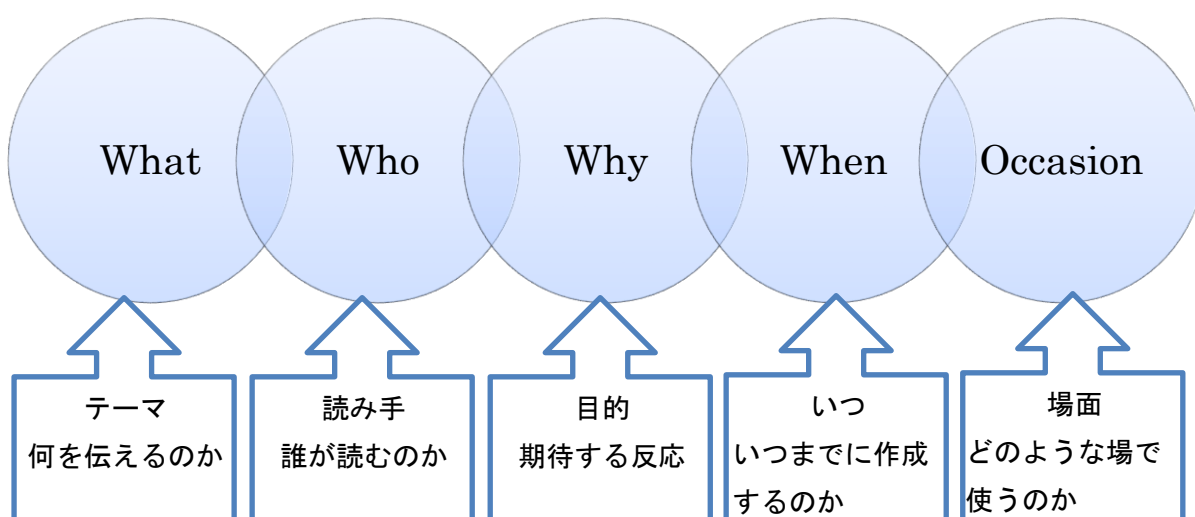 What
Who
Why
When
Occasion
テーマ
何を伝えるのか
読み手
誰が読むのか
目的
期待する反応
いつ
いつまでに作成
するのか
場面
どのような場で
使うのか